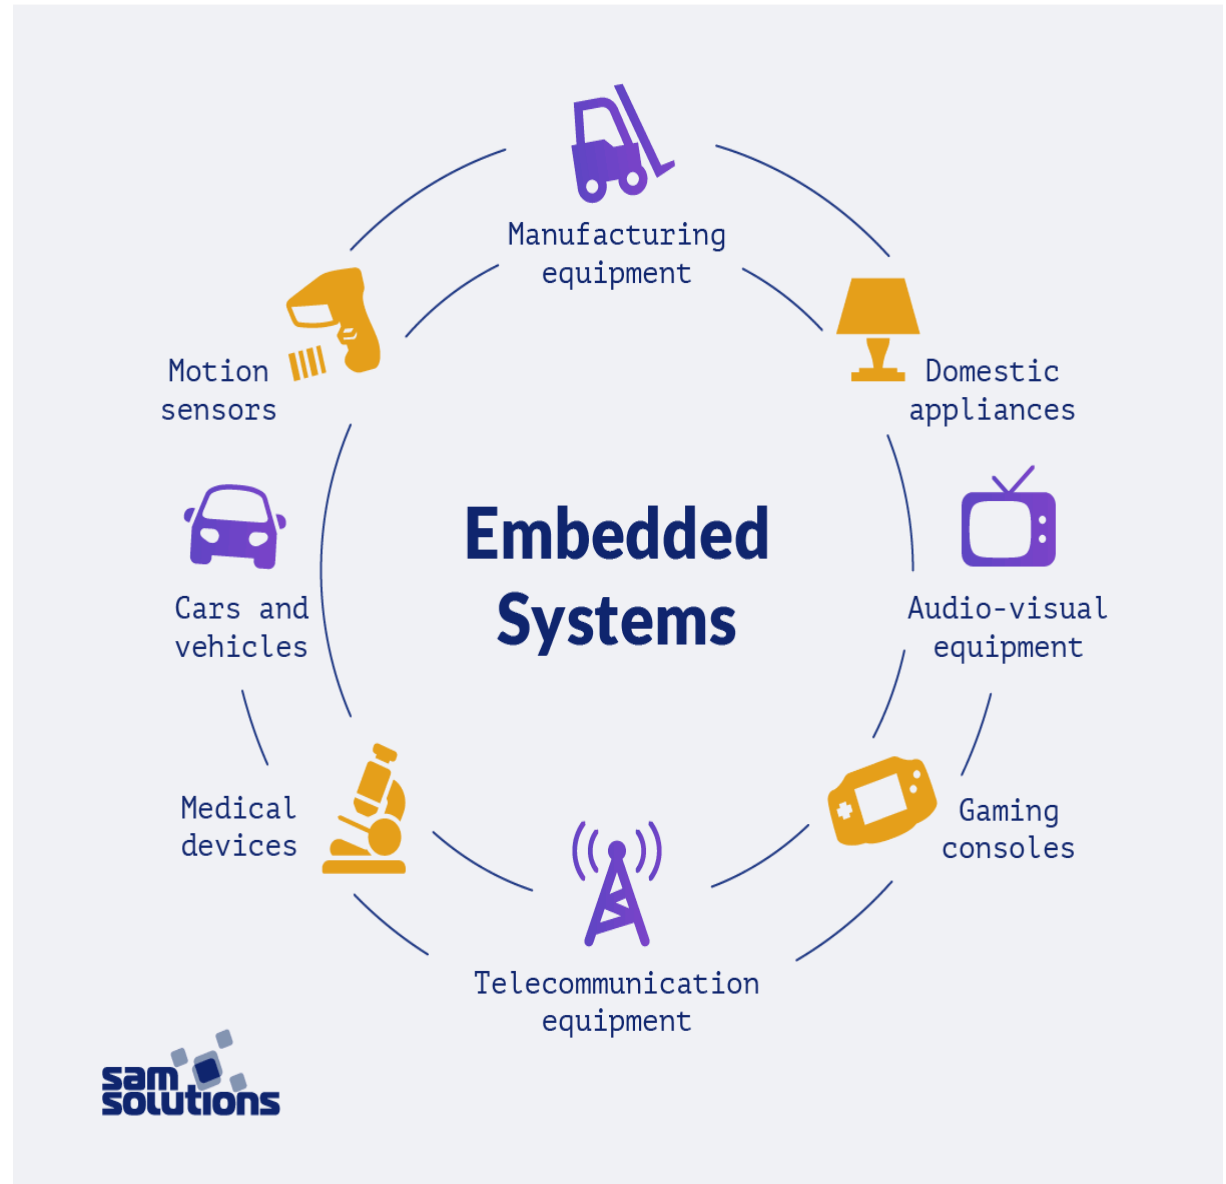 Manufacturing
equipment
Motion
sensors
Domestic
appliances
Embedded
Systems
Cars and
vehicles
Audio-visual
equipment
Medical
devices
Gaming
consoles
Telecommunication
equipment
sam
solutions